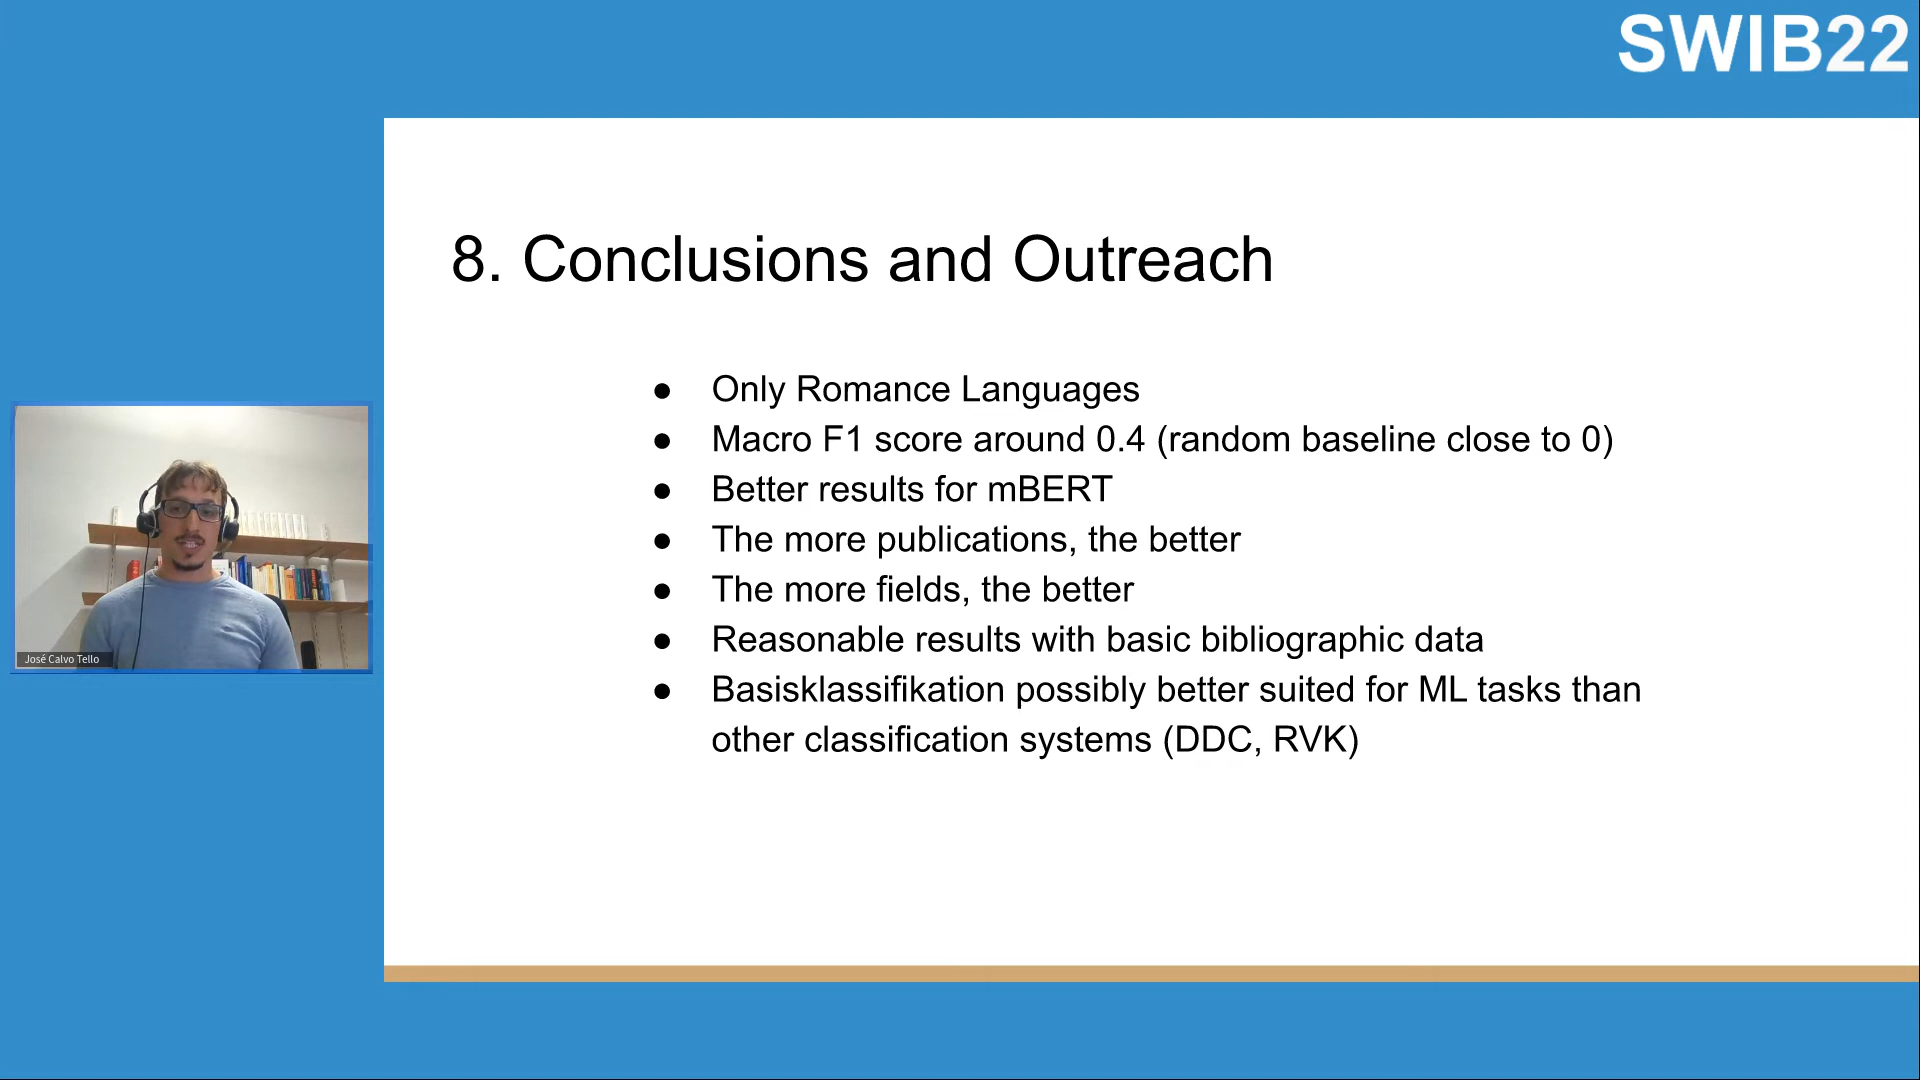 SWIB22
8. Conclusions and Outreach
● Only Romance Languages
● Macro F1 score around 0.4 (random baseline close to 0)
● Better results for mBERT
● The more publications, the better
● The more fields, the better
● Reasonable results with basic bibliographic data
● Basisklassifikation possibly better suited for ML tasks than
other classification systems (DDC, RVK)
José Calvo Tello